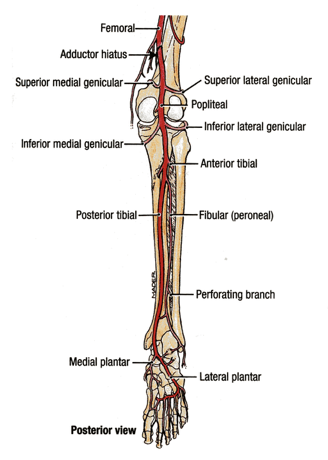 Femoral
Adductor hiatus
Superior medial genicular
Superior lateral genicular
Popliteal
Inferior lateral genicular
Inferior medial genicular
Anterior tibial
Posterior tibial
Fibular (peroneal)
MADER
Perforating branch
Medial plantar
Lateral plantar
Posterior view